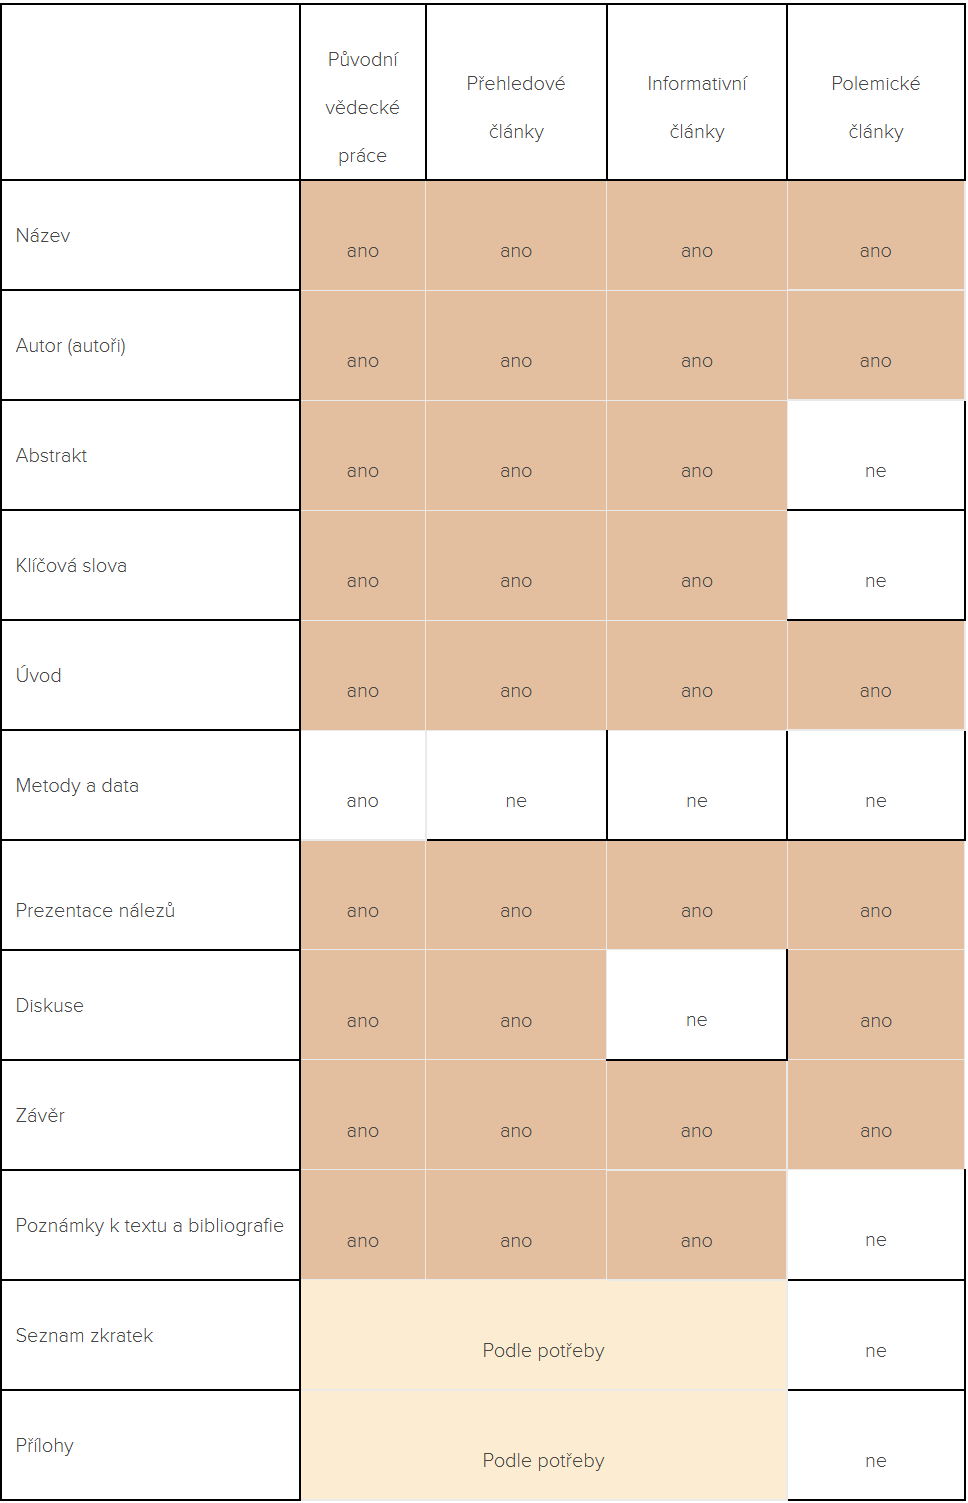 Původní
vědecké
práce
Přehledové
články
Informativní
články
Polemické
články
Název
ano
ano
ano
ano
Autor (autoři)
ano
ano
ano
ano
Abstrakt
ano
ano
ano
ne
Klíčová slova
ano
ano
ano
ne
Úvod
ano
ano
ano
ano
Metody a data
ano
ne
ne
ne
Prezentace nálezů
ano
ano
ano
ano
Diskuse
ano
ano
ne
ano
Závěr
ano
ano
ano
ano
Poznámky k textu a bibliografie
ano
ano
ano
ne
Seznam zkratek
Podle potřeby
ne
Přílohy
Podle potřeby
ne